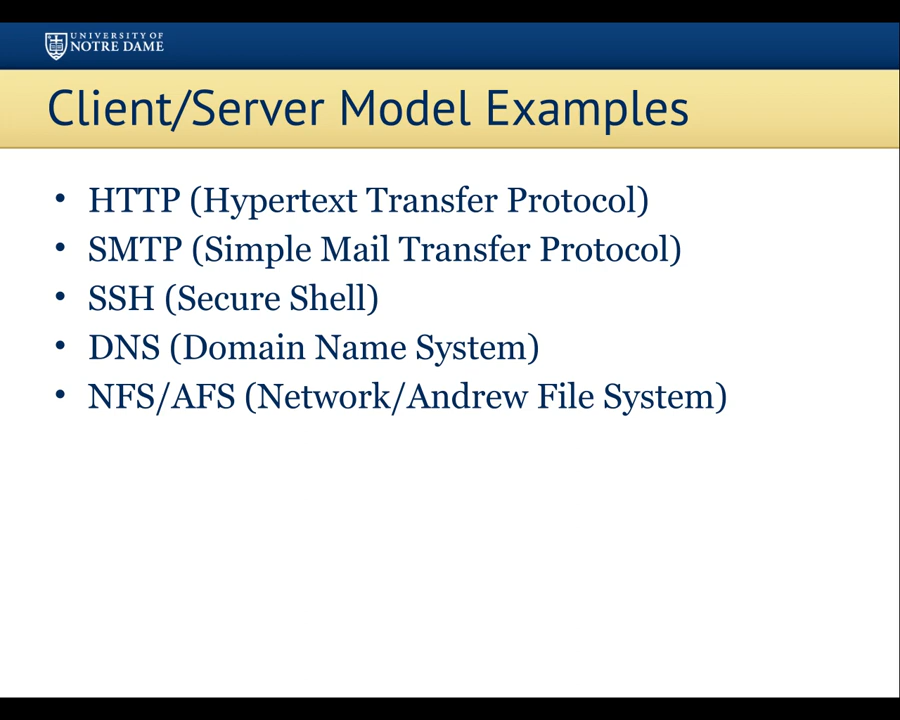 UNIVERSITY OF
NOTRE DAME
Client/Server Model Examples
• HTTP (Hypertext Transfer Protocol)
• SMTP (Simple Mail Transfer Protocol)
• SSH (Secure Shell)
• DNS (Domain Name System)
• NFS/AFS (Network/Andrew File System)